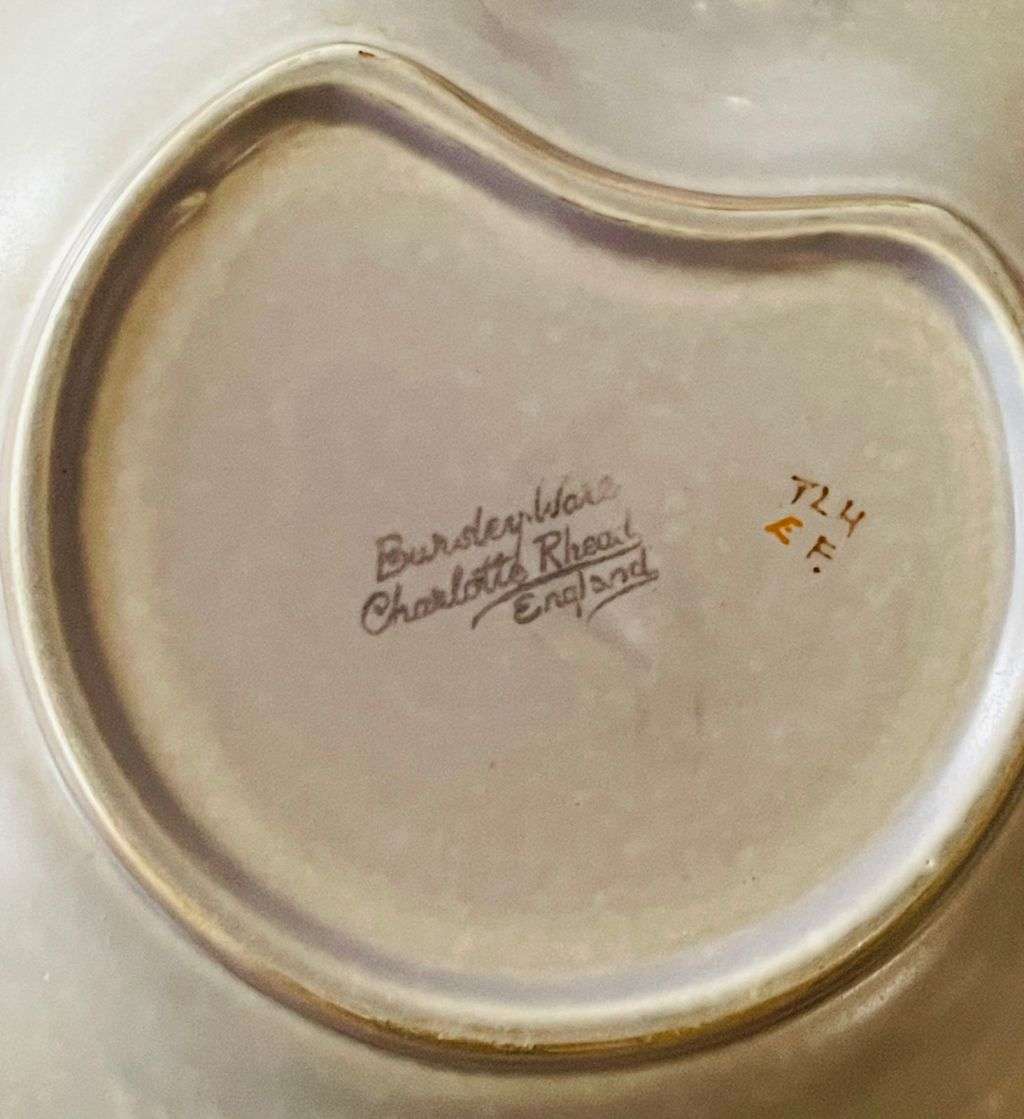 Bursley Ware
Charlotte Rhead
England
TL4
E F.